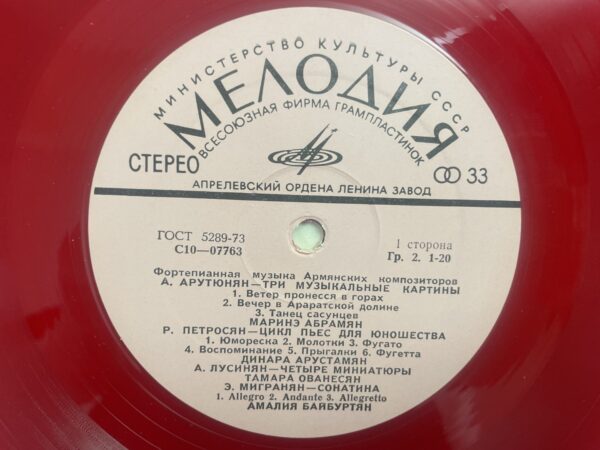 МИНИСТЕРСТВО КУЛЬТУРЫ СССР
МЕЛОДИЯ
ВСЕСОЮЗНАЯ ФИРМА ГРАМПЛАСТИНОК
СТЕРЕО
33
АПРЕЛЕВСКИЙ ОРДЕНА ЛЕНИНА ЗАВОД
ГОСТ 5289-73
С10—07763
1 сторона
Гр. 2. 1-20
Фортепианная музыка Армянских композиторов
А. АРУТЮНЯН—ТРИ МУЗЫКАЛЬНЫЕ КАРТИНЫ
1. Ветер пронесся в горах
2. Вечер в Араратской долине
3. Танец сасунцев
МАРИНЭ АБРАМЯН
Р. ПЕТРОСЯН—ЦИКЛ ПЬЕС ДЛЯ ЮНОШЕСТВА
1. Юмореска 2. Молотки 3. Фугато
4. Воспоминание 5. Прыгалки 6. Фугетта
ДИНАРА АРУСТАМЯН
А. ЛУСИНЯН—ЧЕТЫРЕ МИНИАТЮРЫ
ТАМАРА ОВАНЕСЯН
Э. МИГРАНЯН—СОНАТИНА
1. Allegro 2. Andante 3. Allegretto
АМАЛИЯ БАЙБУРТЯН